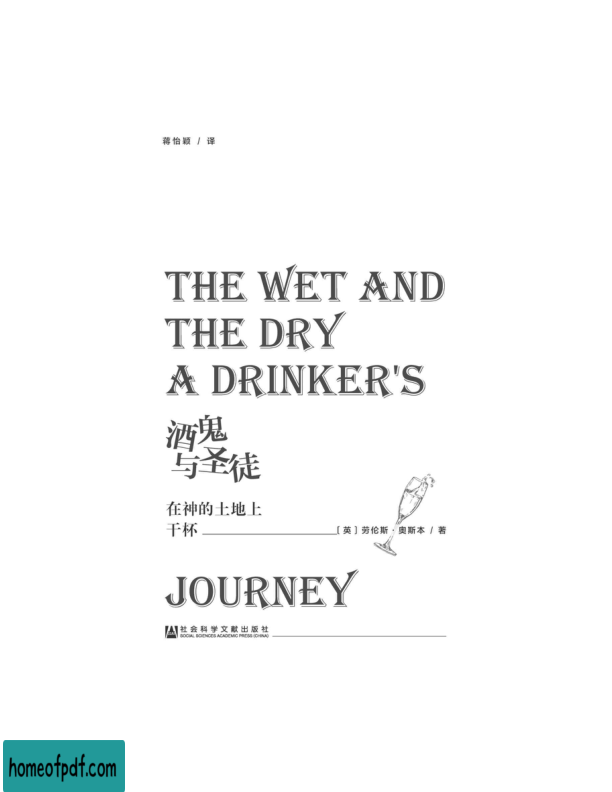 蒋怡颖 / 译
THE WET AND
THE DRY
A DRINKER'S
酒鬼
与圣徒
在神的土地上
干杯
[英] 劳伦斯·奥斯本 / 著
JOURNEY
社会科学文献出版社
SOCIAL SCIENCES ACADEMIC PRESS (CHINA)
homeofpdf.com